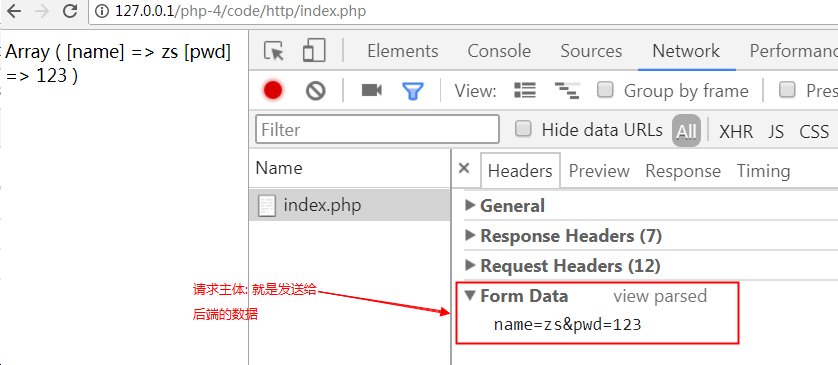 127.0.0.1/php-4/code/http/index.php
Array ( [name] => zs [pwd]
=> 123 )
Elements Console Sources Network Performanc
View: Group by frame Pres
Filter Hide data URLs All XHR JS CSS
Name
× Headers Preview Response Timing
index.php
General
Response Headers (7)
Request Headers (12)
请求主体: 就是发送给
后端的数据
Form Data view parsed
name=zs&pwd=123